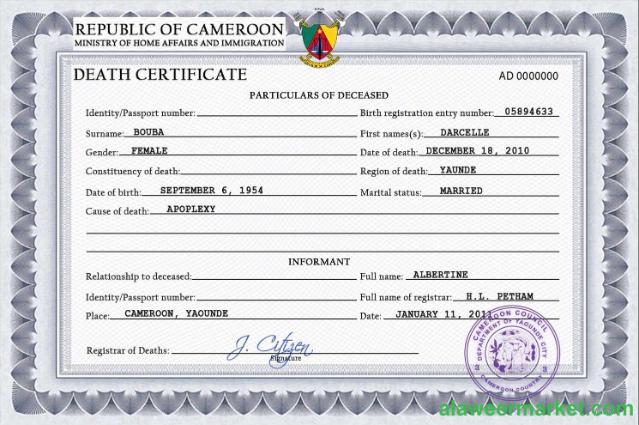 REPUBLIC OF CAMEROON
MINISTRY OF HOME AFFAIRS AND IMMIGRATION
DEATH CERTIFICATE AD 0000000
PARTICULARS OF DECEASED
Identity/Passport number: Birth registration entry number: 05894633
Surname: BOUBA First names(s): DARCELLE
Gender: FEMALE Date of death: DECEMBER 18, 2010
Constituency of death: Region of death: YAUNDE
Date of birth: SEPTEMBER 6, 1954 Marital status: MARRIED
Cause of death: APOPLEXY
INFORMANT
Relationship to deceased: Full name: ALBERTINE
Identity/Passport number: Full name of registrar: H.L. PETHAM
Place: CAMEROON, YAOUNDE Date: JANUARY 11, 2011
Registrar of Deaths: J. Citizen
Signature
CAMEROON COUNCIL
DEPARTMENT OF YAOUNDE CITY
CAMEROON COUNTRY
alaweermarket.com